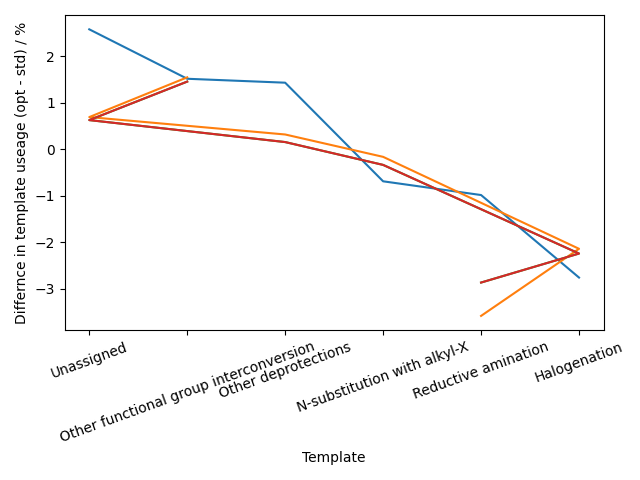 Differnce in template useage (opt - std) / %
2
1
0
−1
−2
−3
Unassigned
Other functional group interconversion
Other deprotections
N-substitution with alkyl-X
Reductive amination
Halogenation
Template